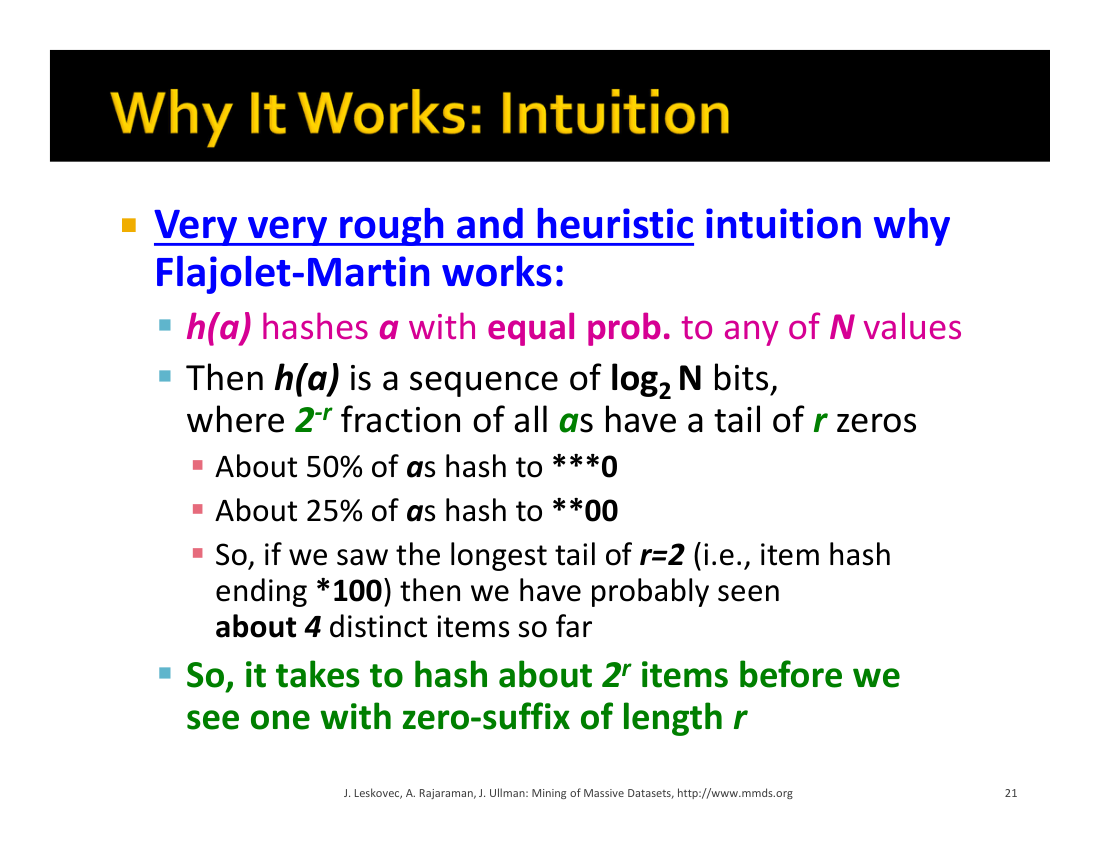 Why It Works: Intuition
Very very rough and heuristic intuition why
Flajolet-Martin works:
h(a) hashes a with equal prob. to any of N values
Then h(a) is a sequence of log₂ N bits,
where 2⁻ʳ fraction of all as have a tail of r zeros
About 50% of as hash to ***0
About 25% of as hash to **00
So, if we saw the longest tail of r=2 (i.e., item hash
ending *100) then we have probably seen
about 4 distinct items so far
So, it takes to hash about 2ʳ items before we
see one with zero-suffix of length r
J. Leskovec, A. Rajaraman, J. Ullman: Mining of Massive Datasets, http://www.mmds.org
21